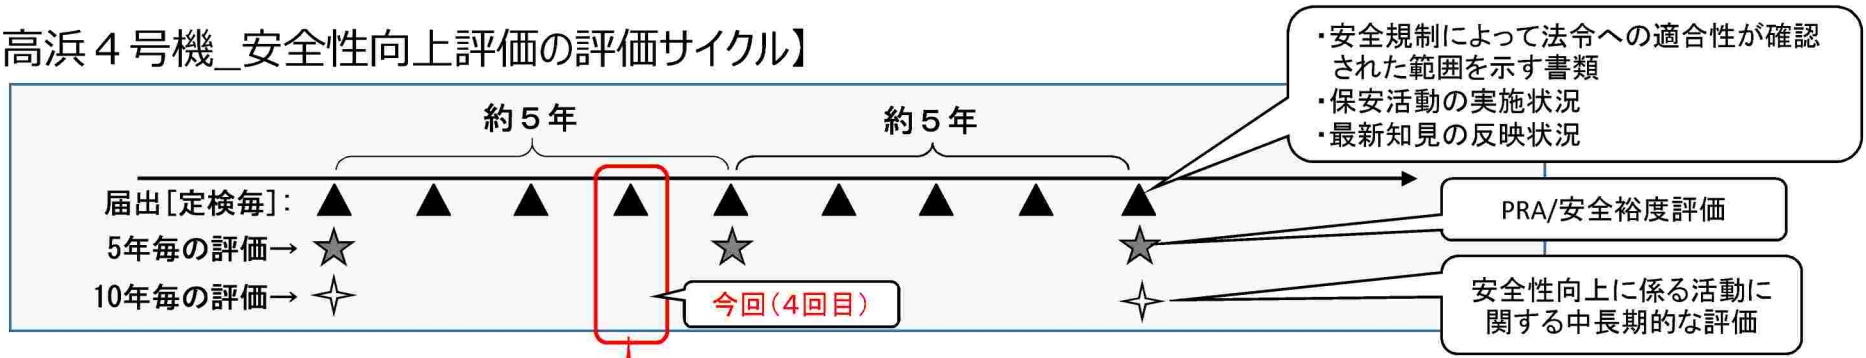 高浜４号機_安全性向上評価の評価サイクル】
・安全規制によって法令への適合性が確認
された範囲を示す書類
・保安活動の実施状況
・最新知見の反映状況
約５年
約５年
届出[定検毎]：
PRA/安全裕度評価
5年毎の評価→
10年毎の評価→
今回（4回目）
安全性向上に係る活動に
関する中長期的な評価